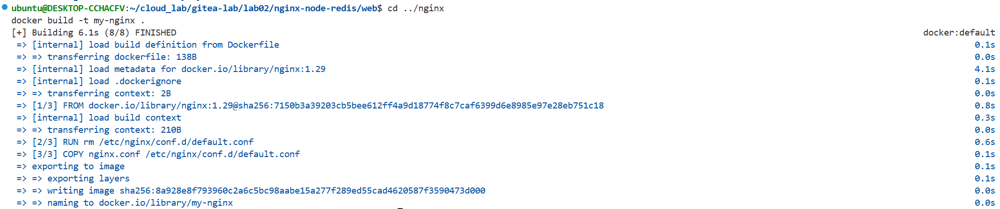 ubuntu@DESKTOP-CCHACFV:~/cloud_lab/gitea-lab/lab02/nginx-node-redis/web$ cd ../nginx
docker build -t my-nginx .
[+] Building 6.1s (8/8) FINISHED docker:default
=> [internal] load build definition from Dockerfile 0.1s
=> => transferring dockerfile: 138B 0.0s
=> [internal] load metadata for docker.io/library/nginx:1.29 4.1s
=> [internal] load .dockerignore 0.1s
=> => transferring context: 2B 0.0s
=> [1/3] FROM docker.io/library/nginx:1.29@sha256:7150b3a39203cb5bee612ff4a9d18774f8c7caf6399d6e8985e97e28eb751c18 0.8s
=> [internal] load build context 0.3s
=> => transferring context: 210B 0.0s
=> [2/3] RUN rm /etc/nginx/conf.d/default.conf 0.6s
=> [3/3] COPY nginx.conf /etc/nginx/conf.d/default.conf 0.1s
=> exporting to image 0.1s
=> => exporting layers 0.1s
=> => writing image sha256:8a928e8f793960c2a6c5bc98aabe15a277f289ed55cad4620587f3590473d000 0.0s
=> => naming to docker.io/library/my-nginx 0.0s